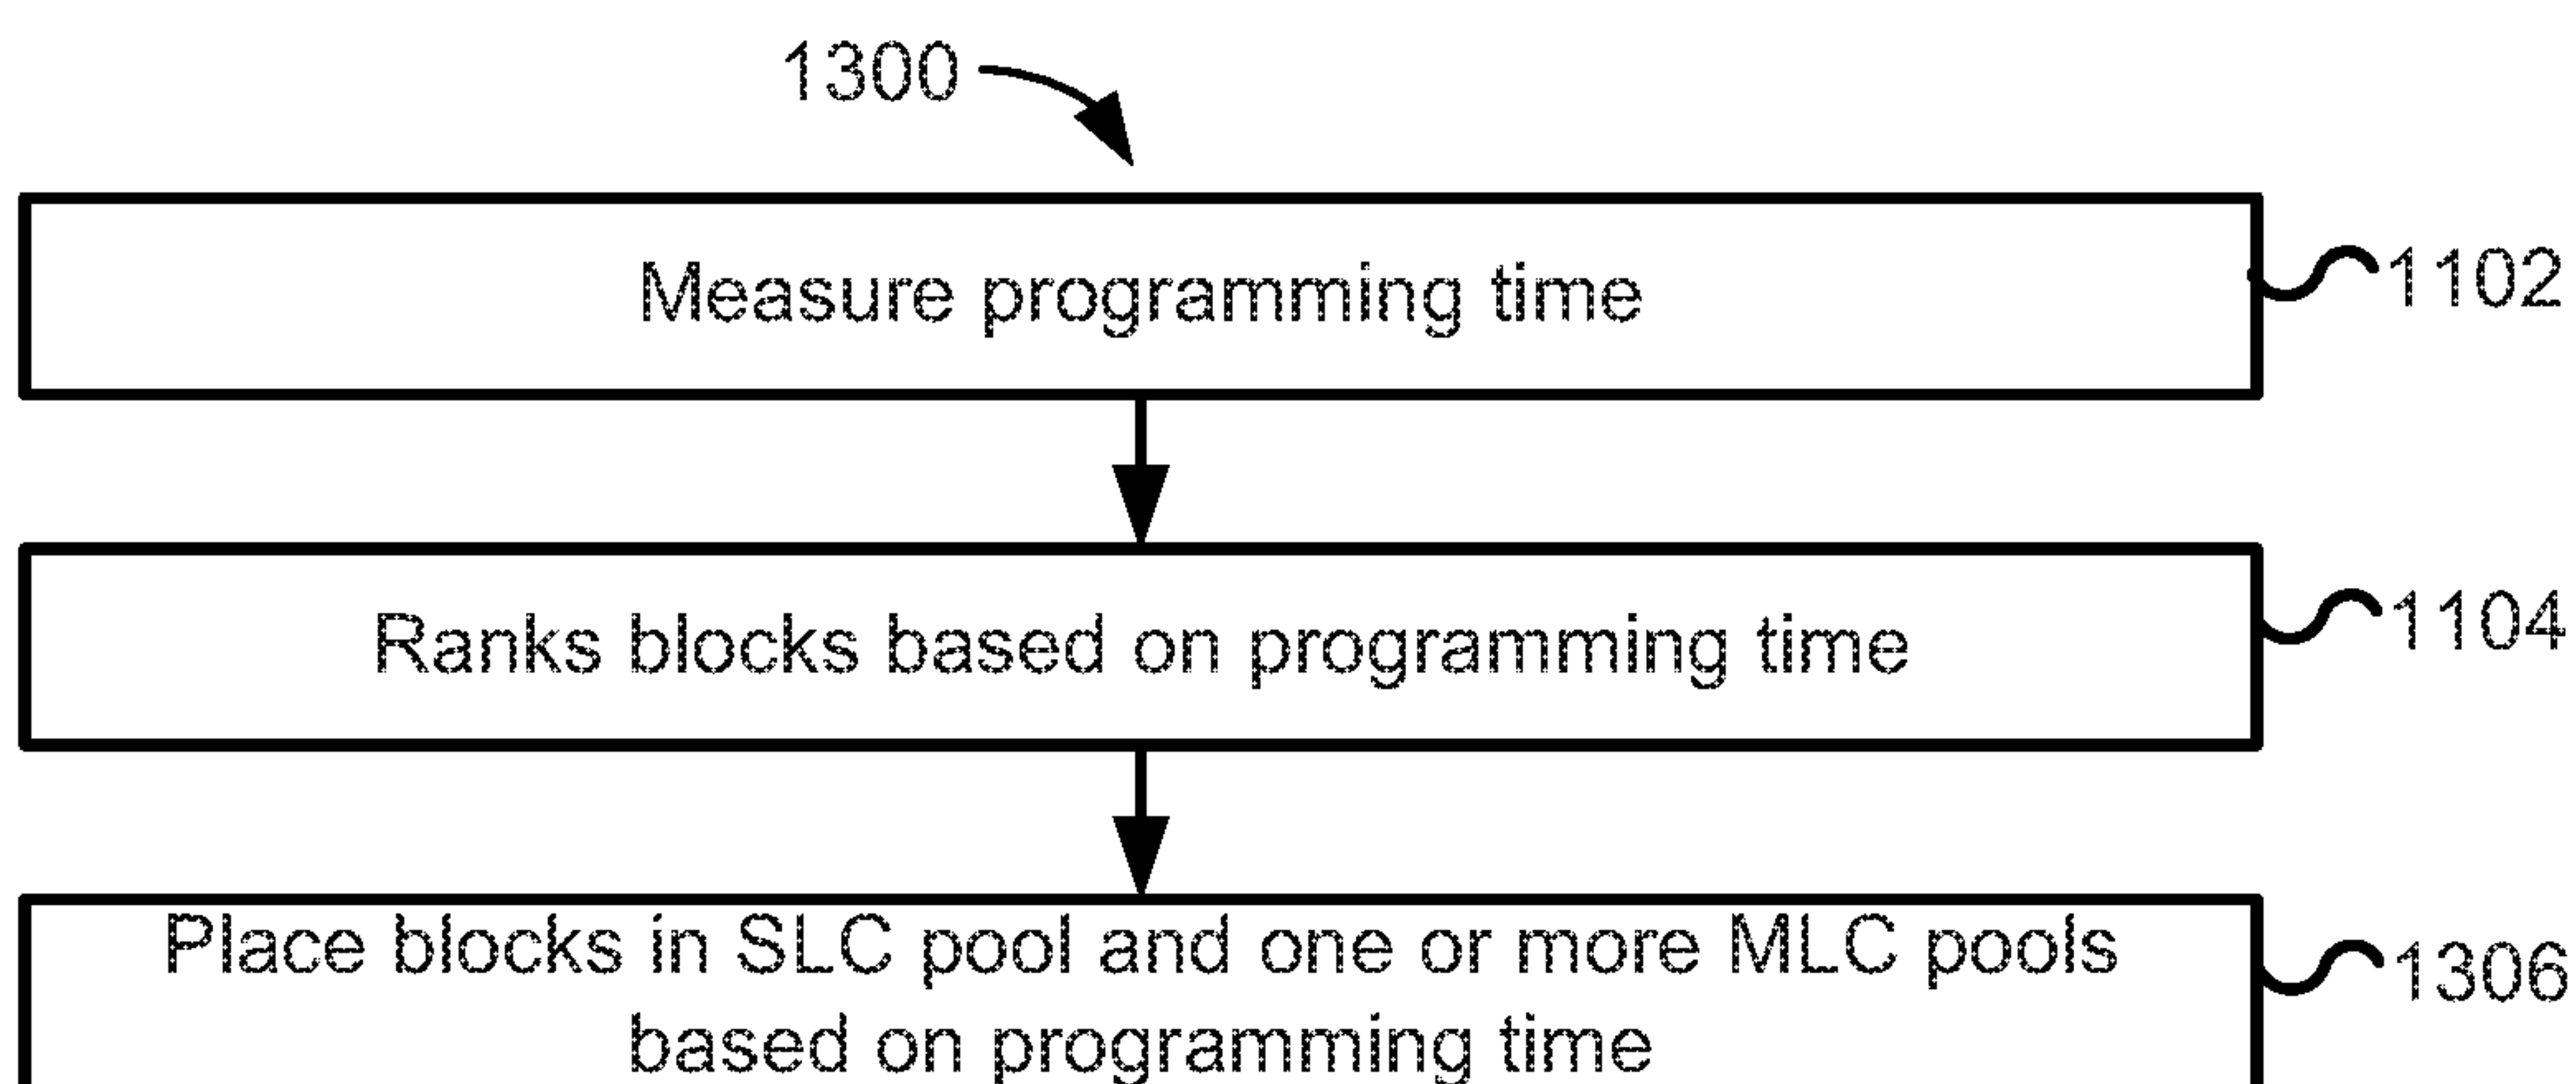 1300
Measure programming time
1102
Ranks blocks based on programming time
1104
Place blocks in SLC pool and one or more MLC pools
based on programming time
1306